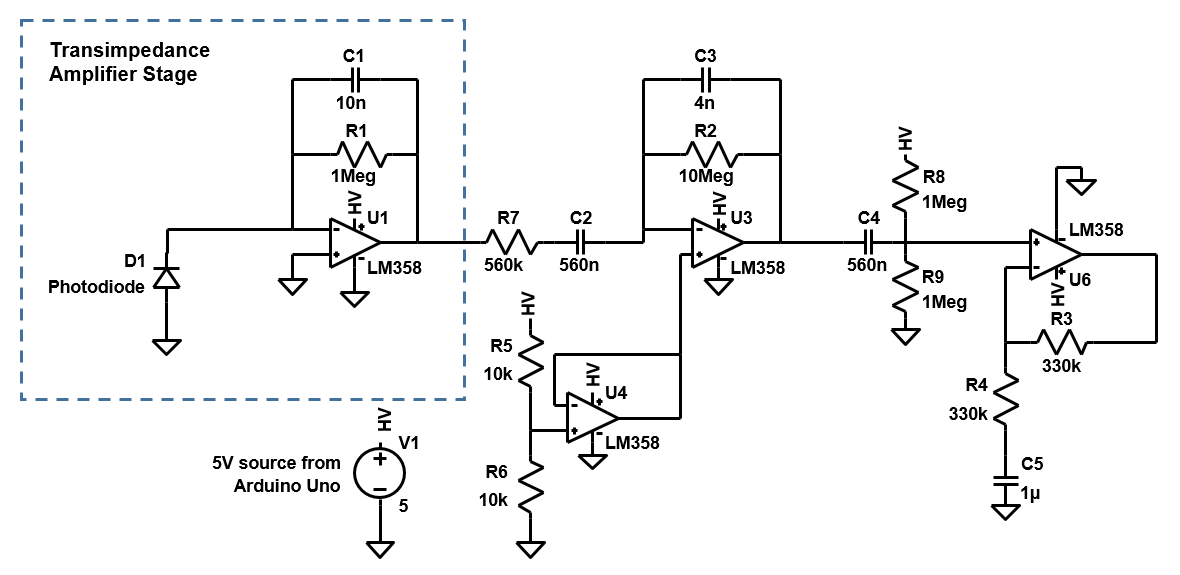 Transimpedance
Amplifier Stage
C1
10n
R1
1Meg
HV
U1
LM358
D1
Photodiode
R7
560k
C2
560n
C3
4n
R2
10Meg
HV
U3
LM358
C4
560n
HV
R8
1Meg
R9
1Meg
LM358
U6
HV
R3
330k
R4
330k
C5
1µ
HV
R5
10k
HV
U4
LM358
R6
10k
HV
V1
5V source from
Arduino Uno
5